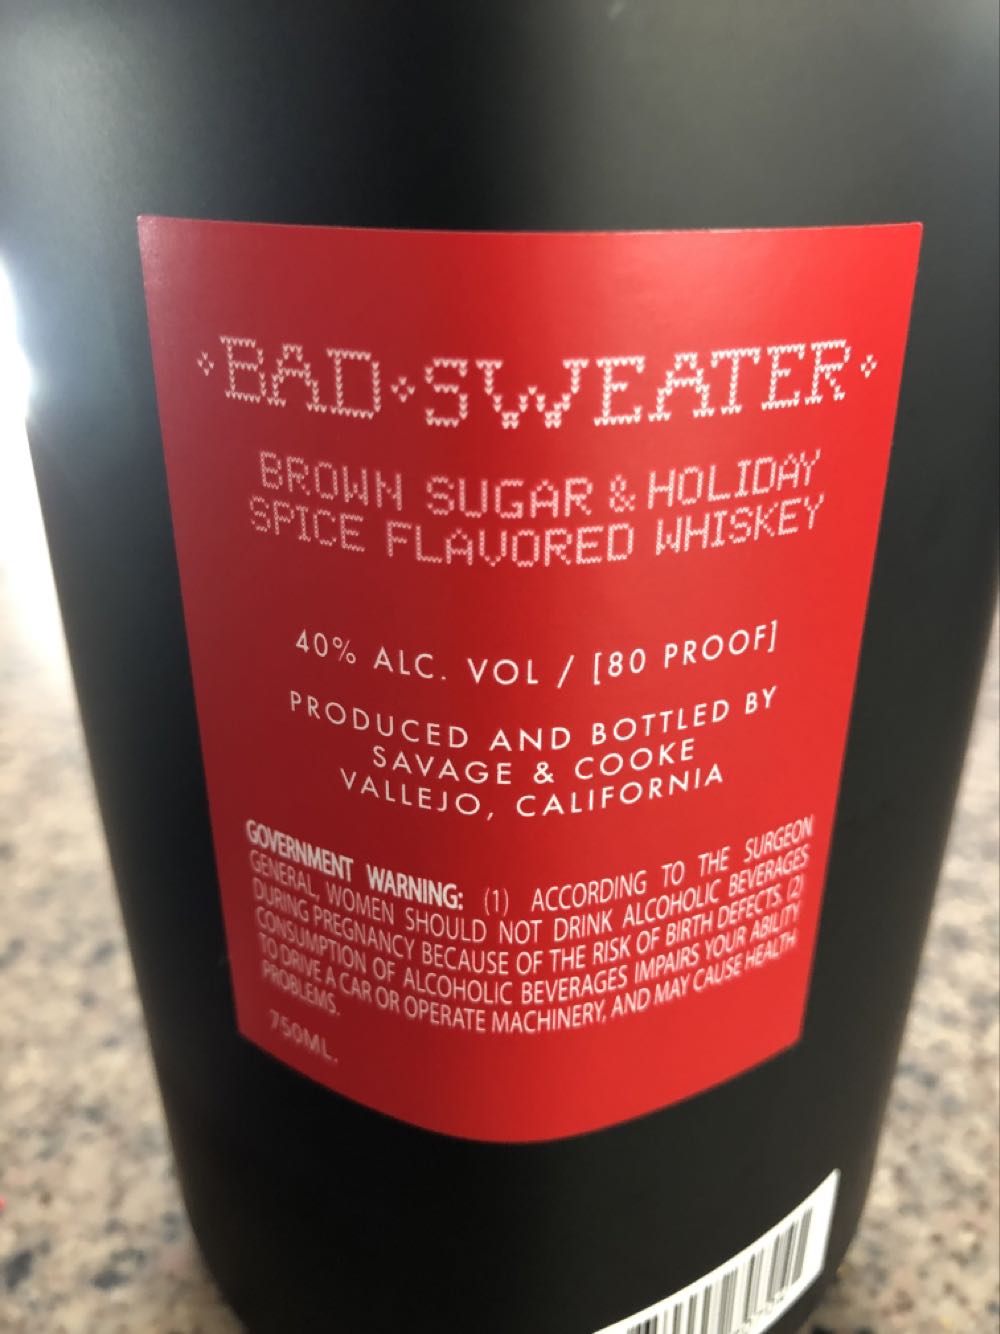 ·BAD·SWEATER·
BROWN SUGAR & HOLIDAY
SPICE FLAVORED WHISKEY
40% ALC. VOL / [80 PROOF]
PRODUCED AND BOTTLED BY
SAVAGE & COOKE
VALLEJO, CALIFORNIA
GOVERNMENT WARNING: (1) ACCORDING TO THE SURGEON
GENERAL, WOMEN SHOULD NOT DRINK ALCOHOLIC BEVERAGES
DURING PREGNANCY BECAUSE OF THE RISK OF BIRTH DEFECTS. (2)
CONSUMPTION OF ALCOHOLIC BEVERAGES IMPAIRS YOUR ABILITY
TO DRIVE A CAR OR OPERATE MACHINERY, AND MAY CAUSE HEALTH
PROBLEMS.
750ML.